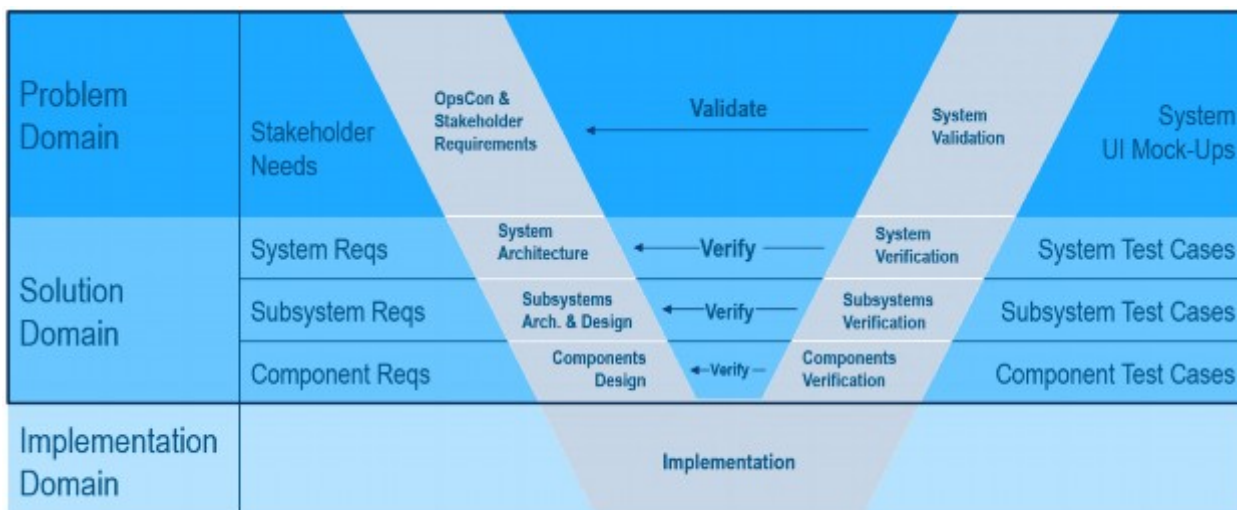 Problem
Domain
Stakeholder
Needs
OpsCon &
Stakeholder
Requirements
Validate
System
Validation
System
UI Mock-Ups
Solution
Domain
System Reqs
System
Architecture
Verify
System
Verification
System Test Cases
Subsystem Reqs
Subsystems
Arch. & Design
Verify
Subsystems
Verification
Subsystem Test Cases
Component Reqs
Components
Design
Verify
Components
Verification
Component Test Cases
Implementation
Domain
Implementation